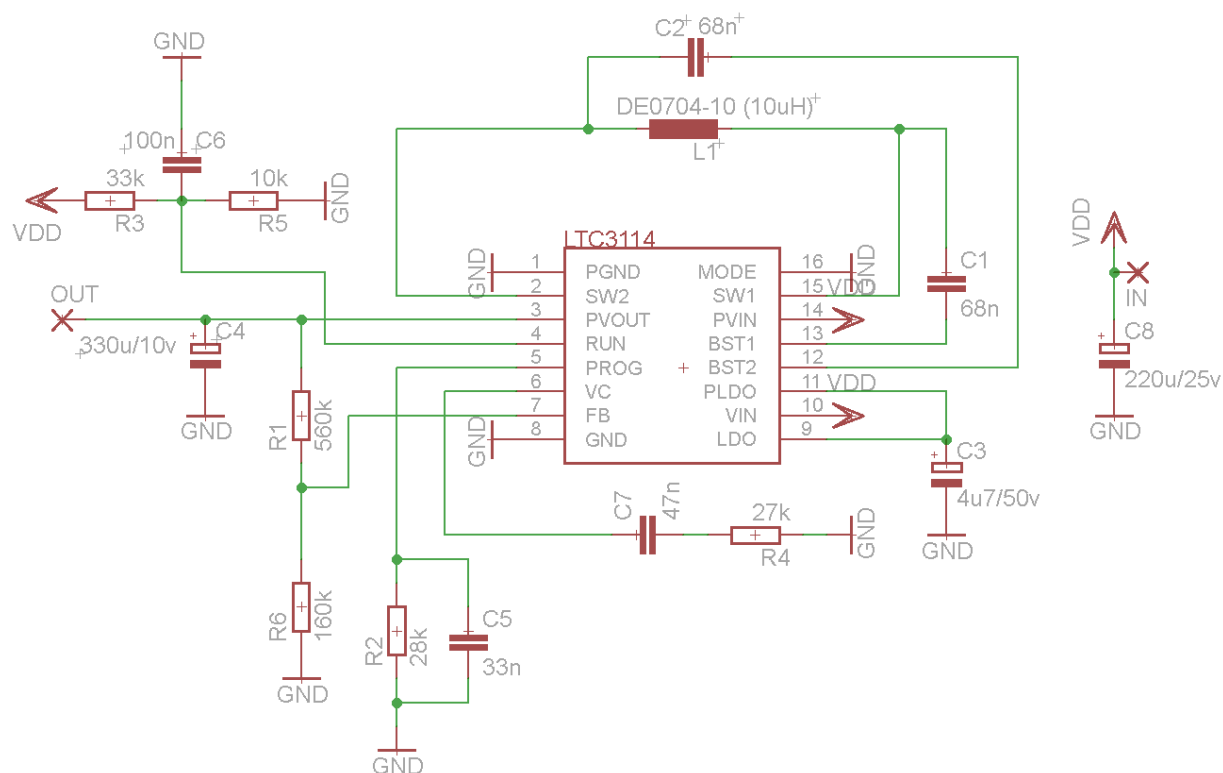 C2 68n
GND
DE0704-10 (10uH)
100n C6
L1
33k 10k
GND
R3 R5
VDD
VDD
LTC3114
GND 1 PGND MODE 16 GND
C1
OUT 2 SW2 SW1 15 VDD
IN
68n
3 PVOUT PVIN 14
C4
330u/10v
4 RUN BST1 13
C8
5 PROG BST2 12
220u/25v
6 VC PLDO 11 VDD
7 FB VIN 10
GND
R1 560k
GND 8 GND LDO 9
GND
C3
4u7/50v
C7 47n 27k
R4
GND
GND
R6 160k
R2 28k
C5
33n
GND
GND